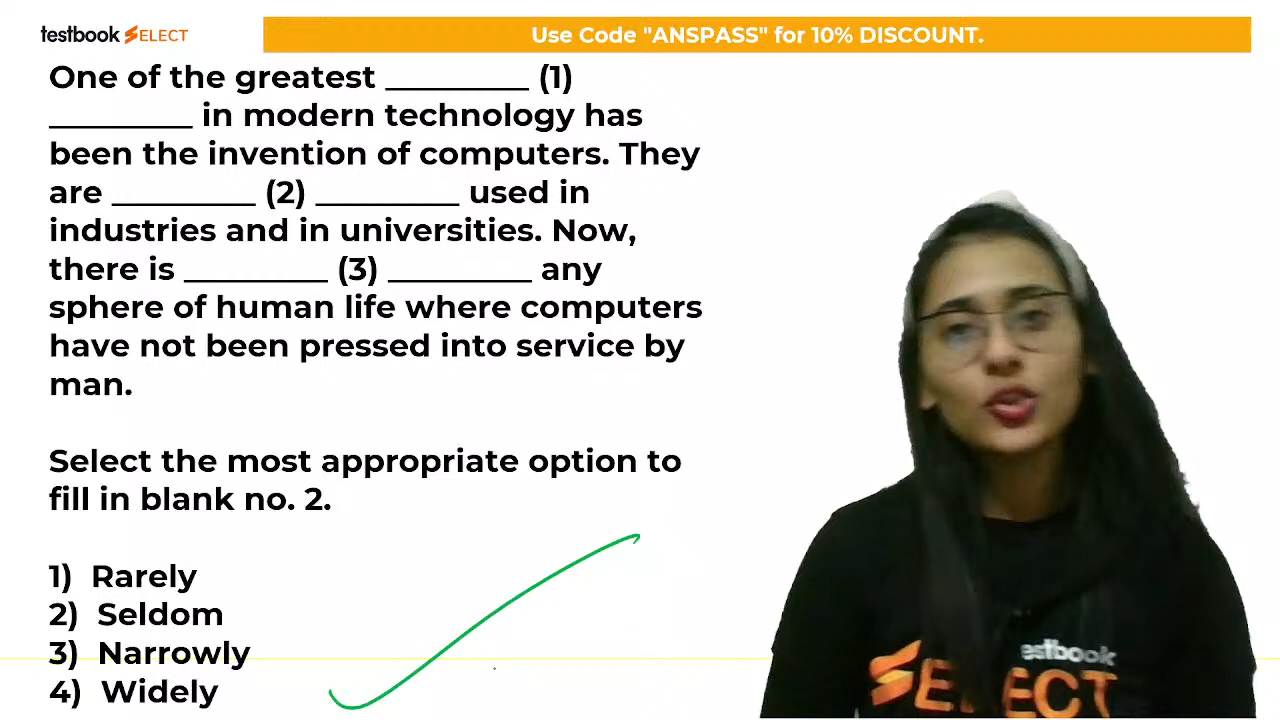 testbook SELECT
Use Code "ANSPASS" for 10% DISCOUNT.
One of the greatest _________ (1)
_________ in modern technology has
been the invention of computers. They
are _________ (2) _________ used in
industries and in universities. Now,
there is _________ (3) _________ any
sphere of human life where computers
have not been pressed into service by
man.
Select the most appropriate option to
fill in blank no. 2.
1) Rarely
2) Seldom
3) Narrowly
4) Widely
estbook
SELECT